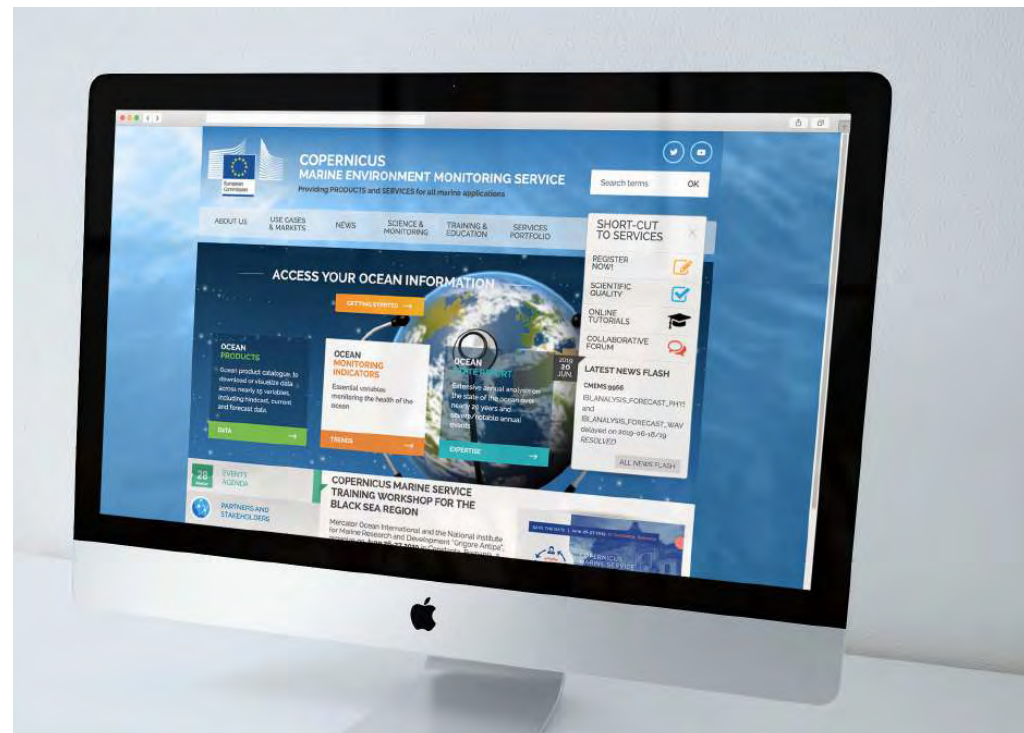 European
Commission
COPERNICUS
MARINE ENVIRONMENT MONITORING SERVICE
Providing PRODUCTS and SERVICES for all marine applications
Search terms OK
ABOUT US
USE CASES
& MARKETS
NEWS
SCIENCE &
MONITORING
TRAINING &
EDUCATION
SERVICES
PORTFOLIO
SHORT-CUT
TO SERVICES
REGISTER
NOW!
SCIENTIFIC
QUALITY
ONLINE
TUTORIALS
COLLABORATIVE
FORUM
ACCESS YOUR OCEAN INFORMATION
GETTING STARTED
OCEAN
PRODUCTS
Ocean product catalogue, to
download or visualize data
across nearly 15 variables,
including hindcast, current
and forecast data.
DATA
OCEAN
MONITORING
INDICATORS
Essential variables
monitoring the health of the
ocean
TRENDS
OCEAN
Extensive annual analysis on
the state of the ocean over
nearly 25 years and
severe/notable annual
events
EXPERTISE
2019
20
JUN.
LATEST NEWS FLASH
CMEMS 9966
IBI_ANALYSIS_FORECAST_PHYS
and
IBI_ANALYSIS_FORECAST_WAV
delayed on 2019-06-18/19
RESOLVED
ALL NEWS FLASH
28
EVENTS
AGENDA
PARTNERS AND
STAKEHOLDERS
COPERNICUS MARINE SERVICE
TRAINING WORKSHOP FOR THE
BLACK SEA REGION
Mercator Ocean International and the National Institute
for Marine Research and Development "Grigore Antipa",
COPERNICUS
MARINE SERVICE